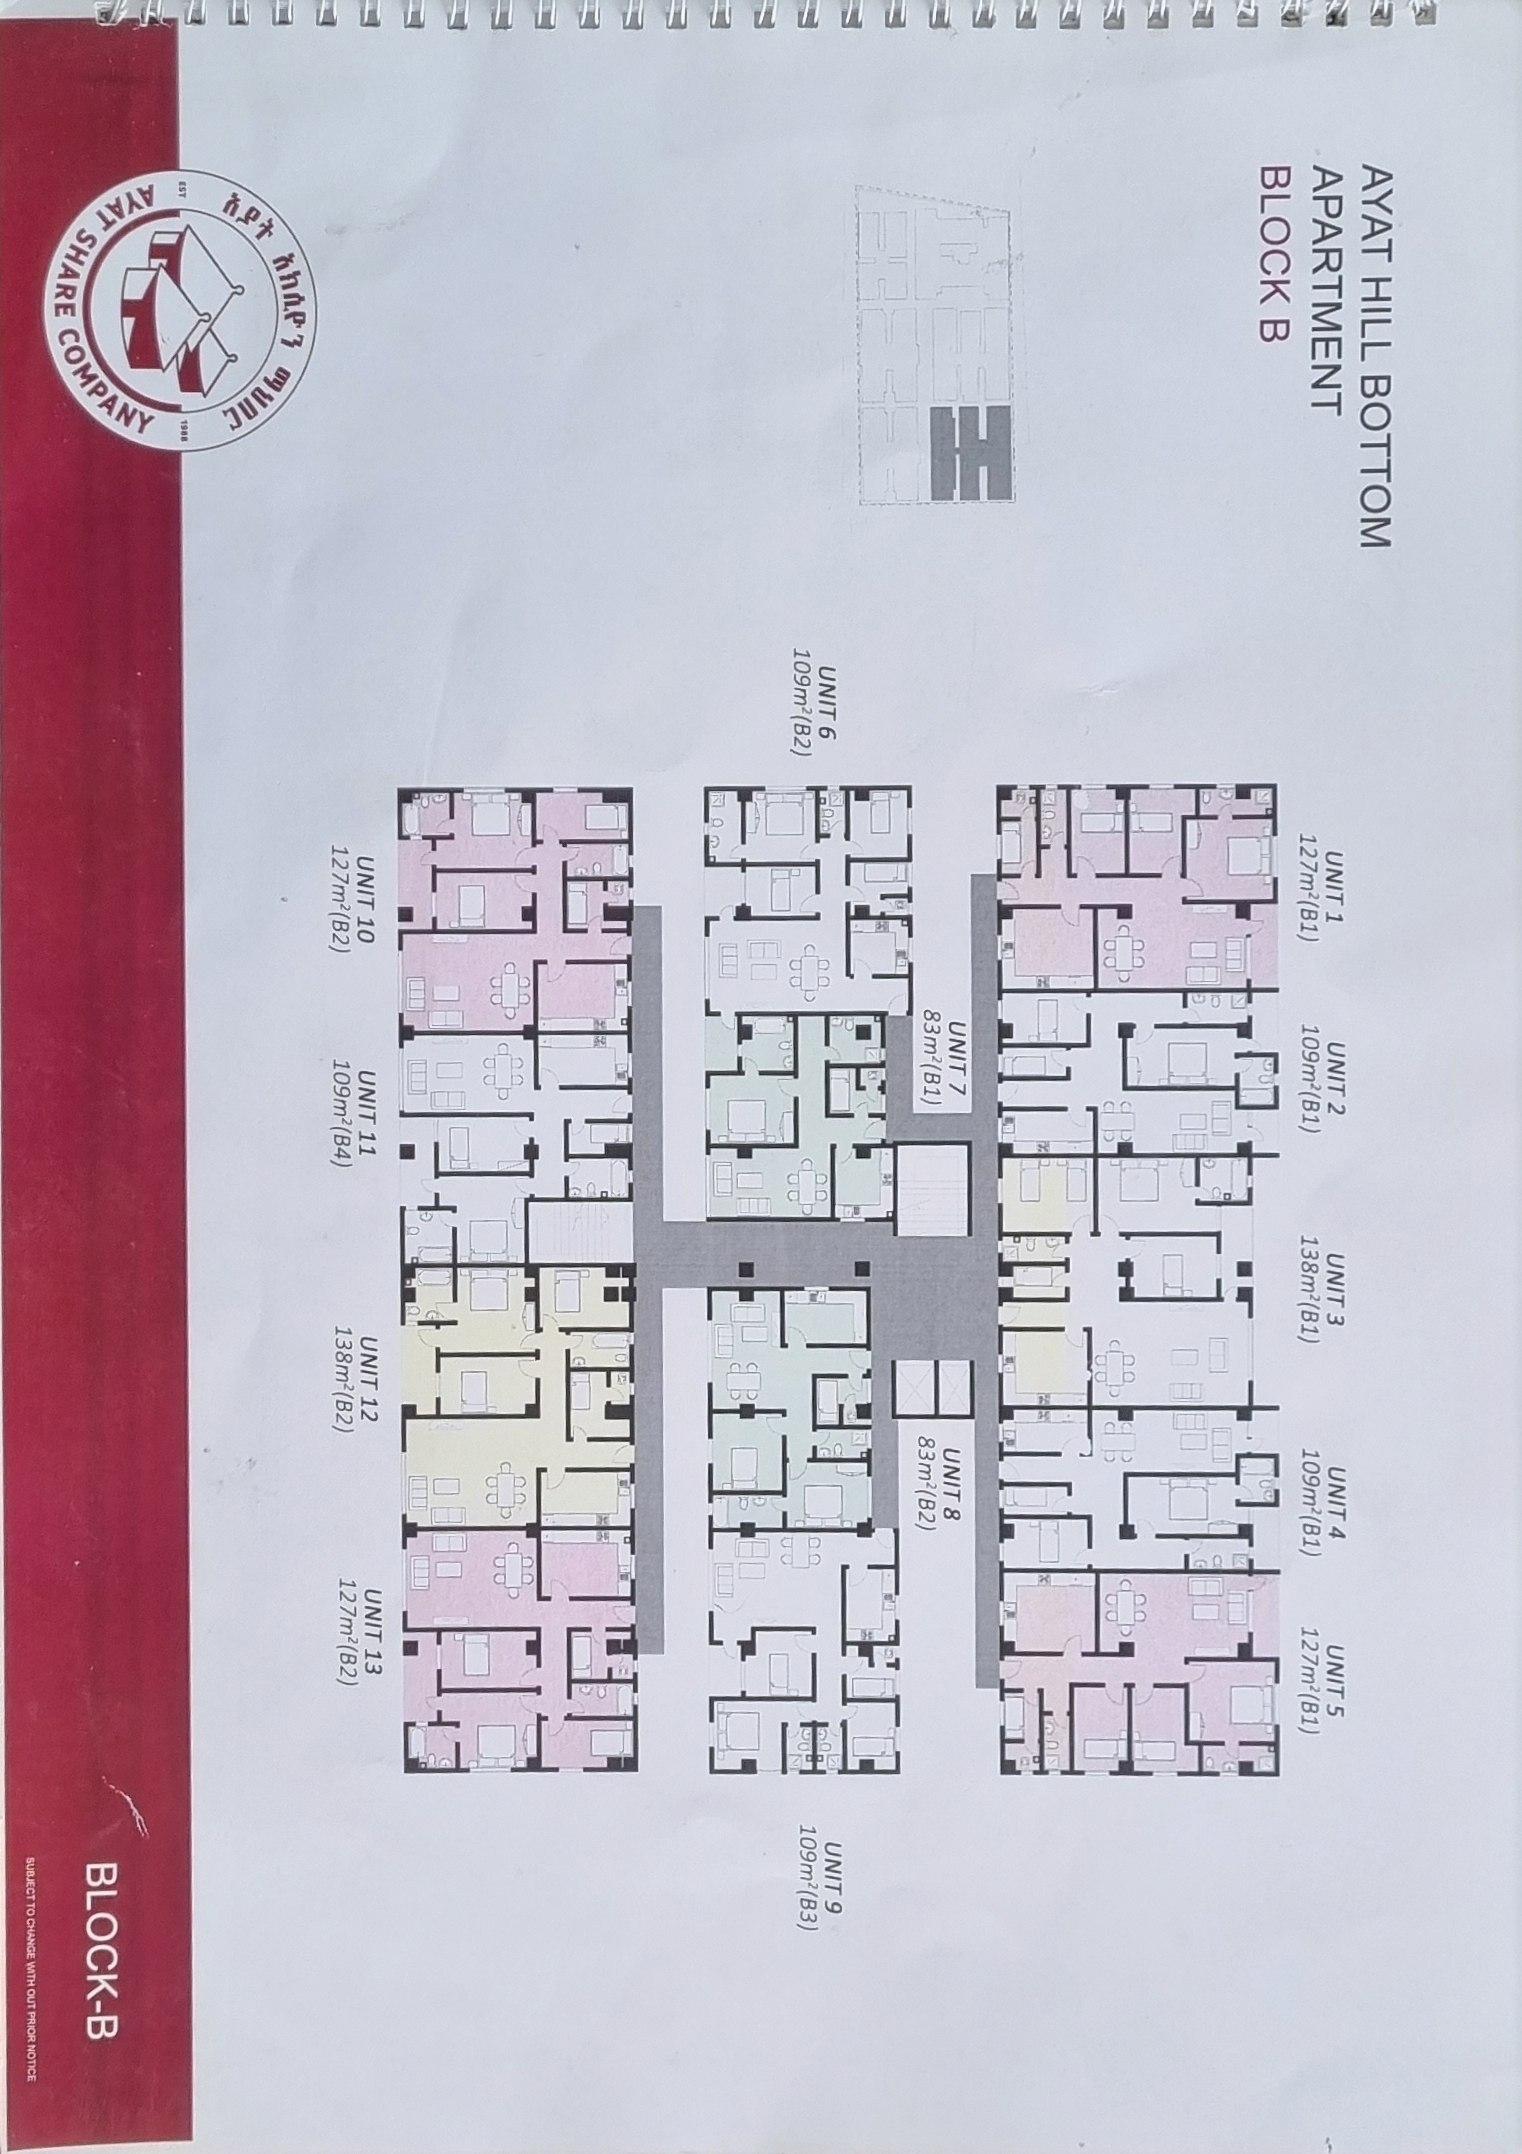 AYAT HILL BOTTOM
APARTMENT
BLOCK B
UNIT 1
127m²(B1)
UNIT 2
109m²(B1)
UNIT 3
138m²(B1)
UNIT 4
109m²(B1)
UNIT 5
127m²(B1)
UNIT 6
109m²(B2)
UNIT 7
83m²(B1)
UNIT 8
83m²(B2)
UNIT 9
109m²(B3)
UNIT 10
127m²(B2)
UNIT 11
109m²(B4)
UNIT 12
138m²(B2)
UNIT 13
127m²(B2)
አያት አክሲዮን ማህበር
EST 1988
AYAT SHARE COMPANY
BLOCK-B
SUBJECT TO CHANGE WITH OUT PRIOR NOTICE